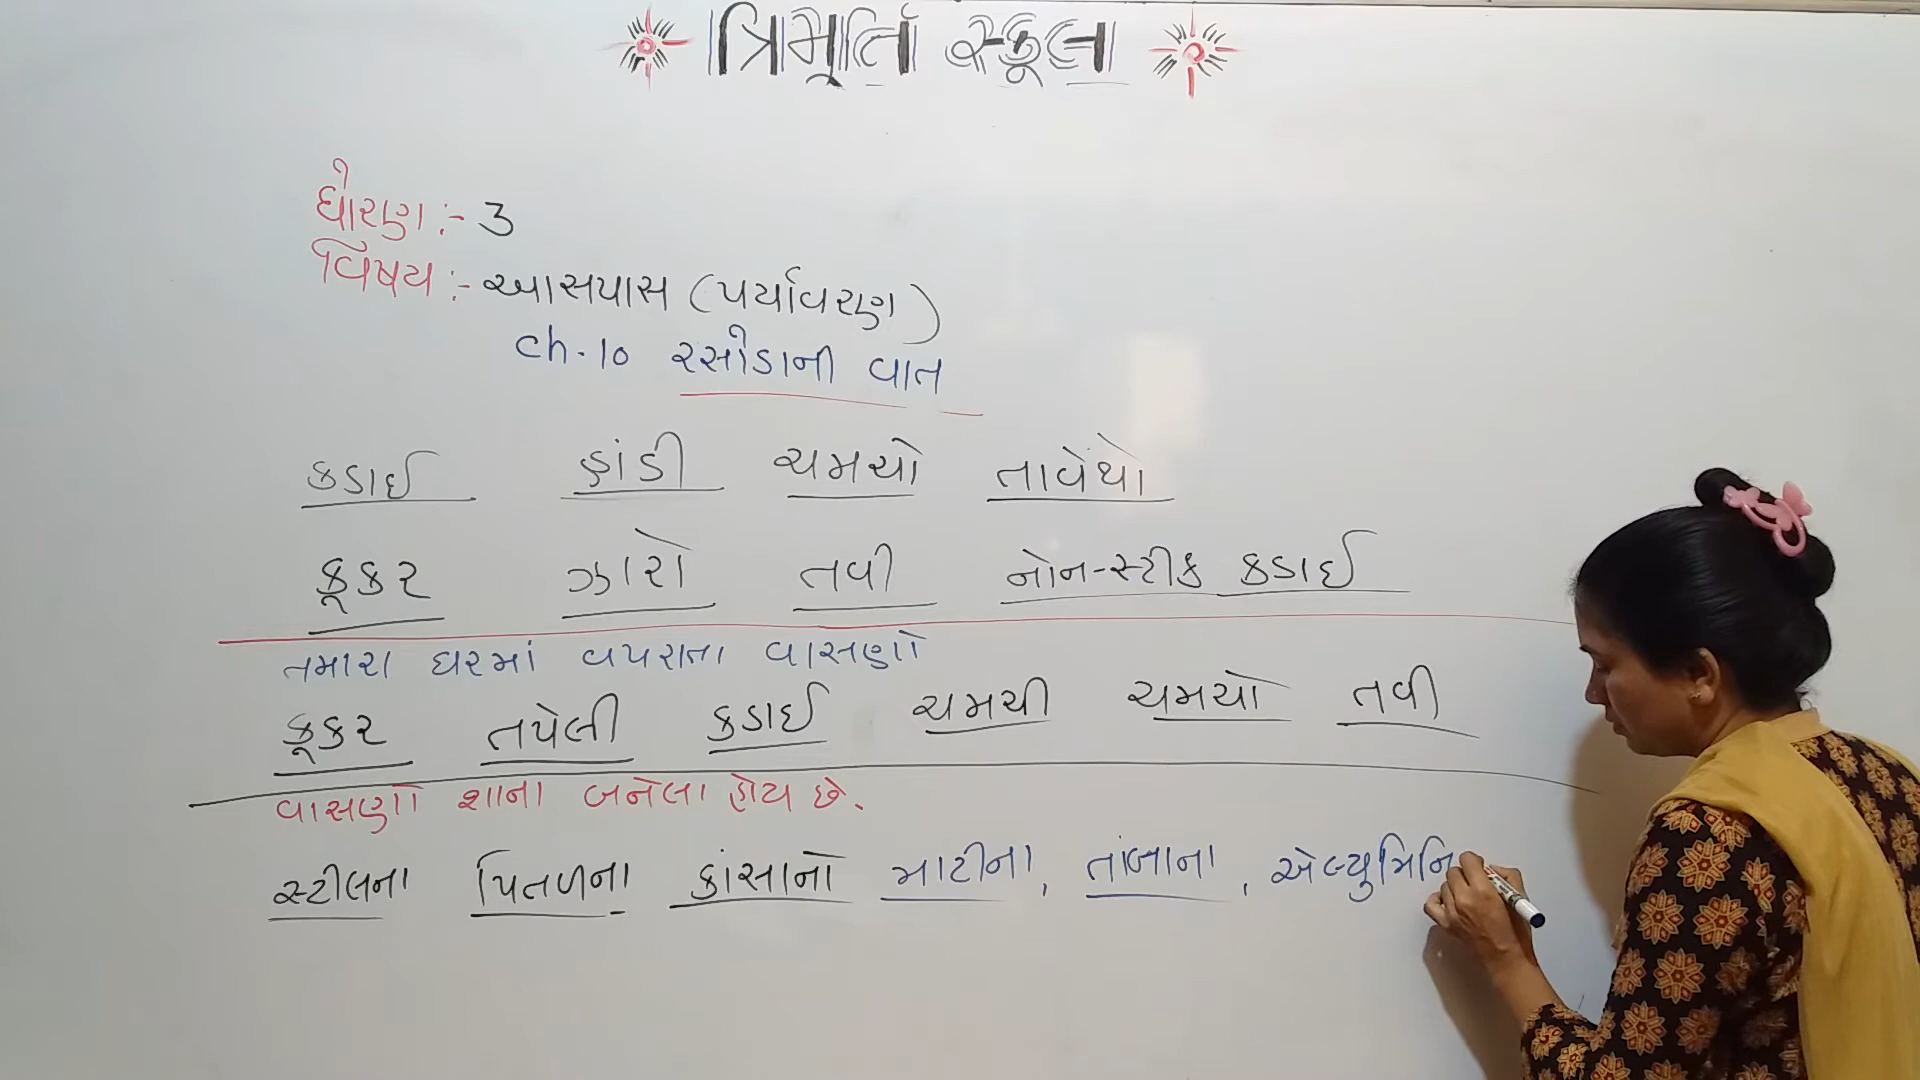 ત્રિમૂર્તિ સ્કૂલ
ધોરણ :- ૩
વિષય :- આસપાસ (પર્યાવરણ)
ch. 10 રસોડાની વાત
કડાઈ હાંડી ચમચો તાવેથો
કૂકર ઝારો તવી નોન-સ્ટીક કડાઈ
તમારા ઘરમાં વપરાતા વાસણો
કૂકર તપેલી કડાઈ ચમચી ચમચો તવી
વાસણો શાના બનેલા હોય છે.
સ્ટીલના પિતળના કાંસાનો માટીના, તાંબાના, એલ્યુમિનિ